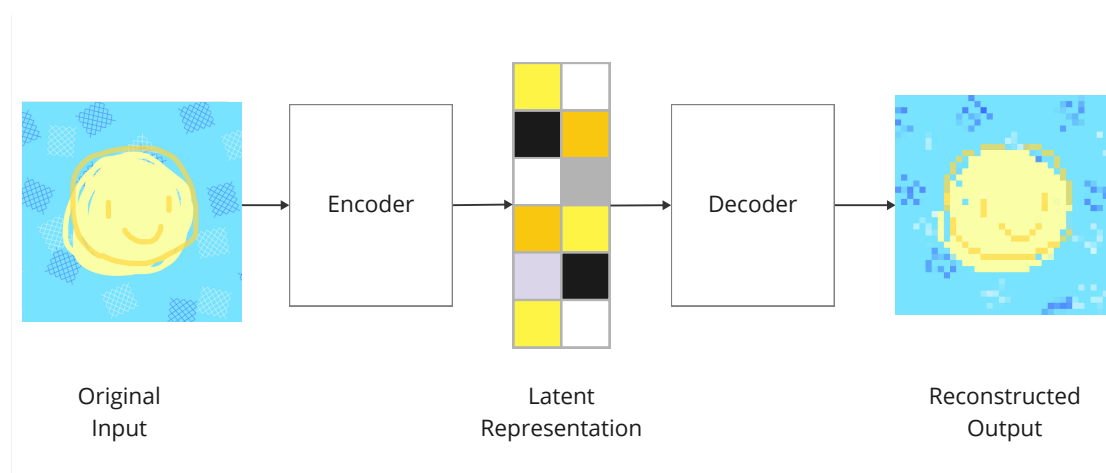 Encoder
Decoder
Original
Input
Latent
Representation
Reconstructed
Output